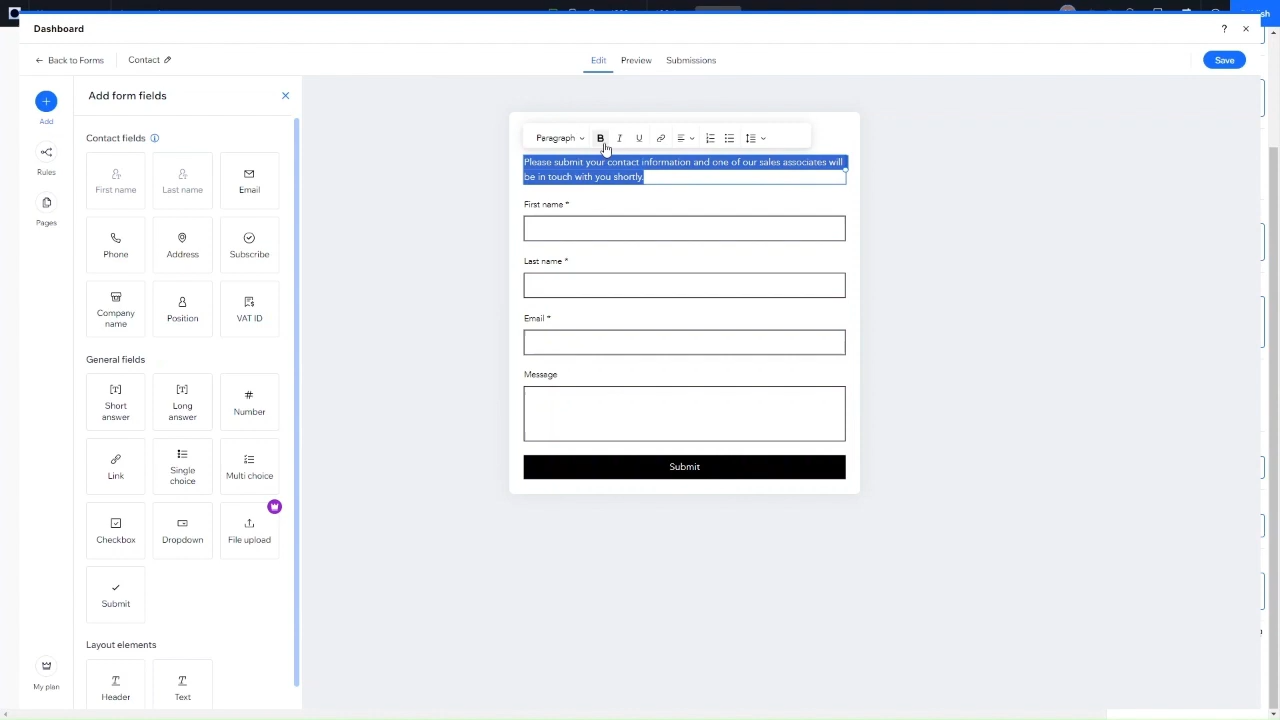 Dashboard
?
Back to Forms
Contact
Edit
Preview
Submissions
Save
Add
Rules
Pages
My plan
Add form fields
Contact fields
First name
Last name
Email
Phone
Address
Subscribe
Company
name
Position
VAT ID
General fields
Short
answer
Long
answer
Number
Link
Single
choice
Multi choice
Checkbox
Dropdown
File upload
Submit
Layout elements
Header
Text
Paragraph
B
I
U
Please submit your contact information and one of our sales associates will
be in touch with you shortly.
First name *
Last name *
Email *
Message
Submit